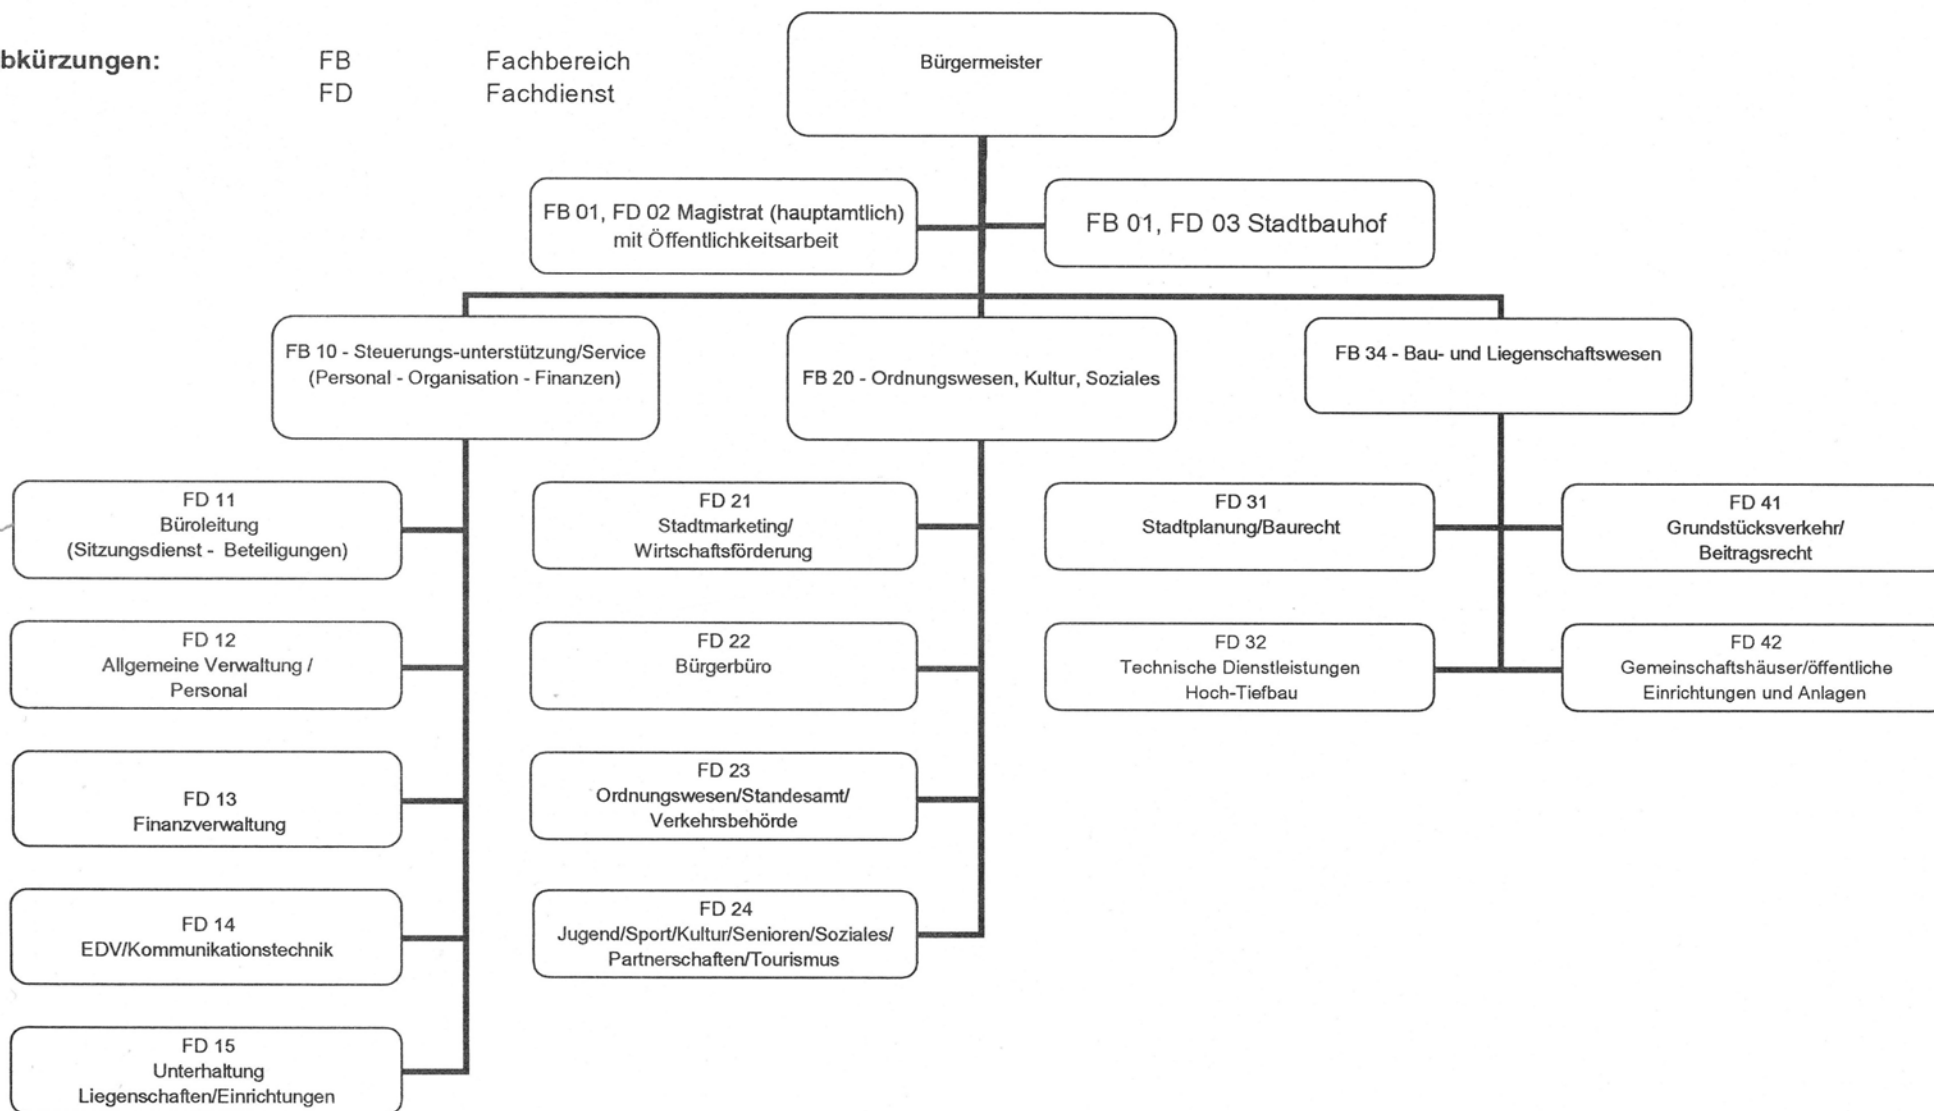 bkürzungen: FB Fachbereich
FD Fachdienst
Bürgermeister
FB 01, FD 02 Magistrat (hauptamtlich)
mit Öffentlichkeitsarbeit
FB 01, FD 03 Stadtbauhof
FB 10 - Steuerungs-unterstützung/Service
(Personal - Organisation - Finanzen)
FB 20 - Ordnungswesen, Kultur, Soziales
FB 34 - Bau- und Liegenschaftswesen
FD 11
Büroleitung
(Sitzungsdienst - Beteiligungen)
FD 12
Allgemeine Verwaltung /
Personal
FD 13
Finanzverwaltung
FD 14
EDV/Kommunikationstechnik
FD 15
Unterhaltung
Liegenschaften/Einrichtungen
FD 21
Stadtmarketing/
Wirtschaftsförderung
FD 22
Bürgerbüro
FD 23
Ordnungswesen/Standesamt/
Verkehrsbehörde
FD 24
Jugend/Sport/Kultur/Senioren/Soziales/
Partnerschaften/Tourismus
FD 31
Stadtplanung/Baurecht
FD 32
Technische Dienstleistungen
Hoch-Tiefbau
FD 41
Grundstücksverkehr/
Beitragsrecht
FD 42
Gemeinschaftshäuser/öffentliche
Einrichtungen und Anlagen